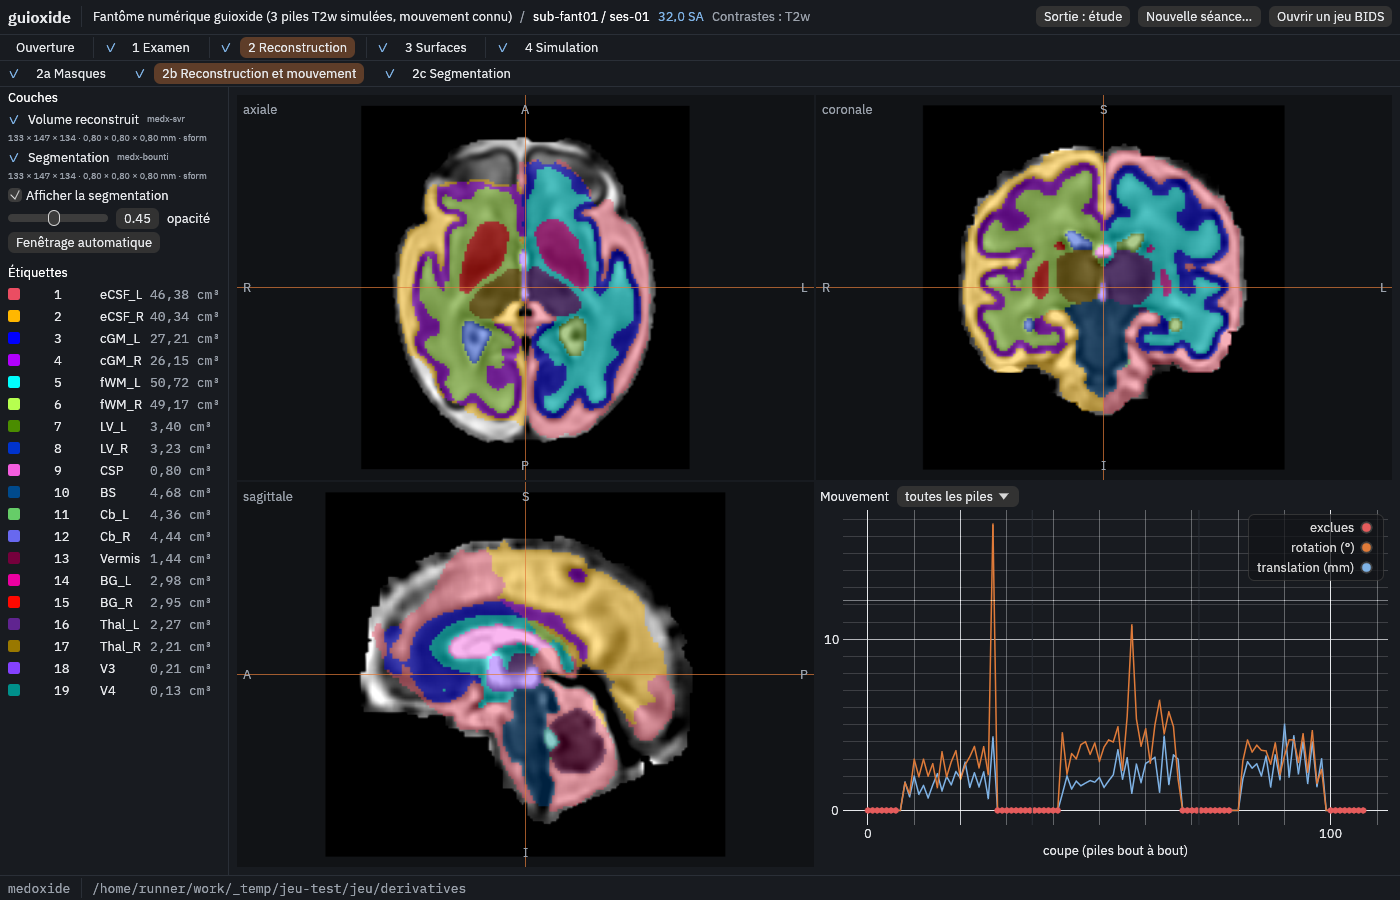 guioxide Fantôme numérique guioxide (3 piles T2w simulées, mouvement connu) / sub-fant01 / ses-01 32,0 SA Contrastes : T2w Sortie : étude Nouvelle séance... Ouvrir un jeu BIDS
Ouverture ✓ 1 Examen ✓ 2 Reconstruction ✓ 3 Surfaces ✓ 4 Simulation
✓ 2a Masques ✓ 2b Reconstruction et mouvement ✓ 2c Segmentation
Couches
✓ Volume reconstruit medx-svr
133 × 147 × 134 · 0,80 × 0,80 × 0,80 mm · sform
✓ Segmentation medx-bounti
133 × 147 × 134 · 0,80 × 0,80 × 0,80 mm · sform
✓ Afficher la segmentation
0.45 opacité
Fenêtrage automatique
Étiquettes
1 eCSF_L 46,38 cm³
2 eCSF_R 40,34 cm³
3 cGM_L 27,21 cm³
4 cGM_R 26,15 cm³
5 fWM_L 50,72 cm³
6 fWM_R 49,17 cm³
7 LV_L 3,40 cm³
8 LV_R 3,23 cm³
9 CSP 0,80 cm³
10 BS 4,68 cm³
11 Cb_L 4,36 cm³
12 Cb_R 4,44 cm³
13 Vermis 1,44 cm³
14 BG_L 2,98 cm³
15 BG_R 2,95 cm³
16 Thal_L 2,27 cm³
17 Thal_R 2,21 cm³
18 V3 0,21 cm³
19 V4 0,13 cm³
axiale
A
R
L
P
coronale
S
R
L
I
sagittale
S
A
P
I
Mouvement toutes les piles
exclues
rotation (°)
translation (mm)
10
0
0 100
coupe (piles bout à bout)
medoxide /home/runner/work/_temp/jeu-test/jeu/derivatives